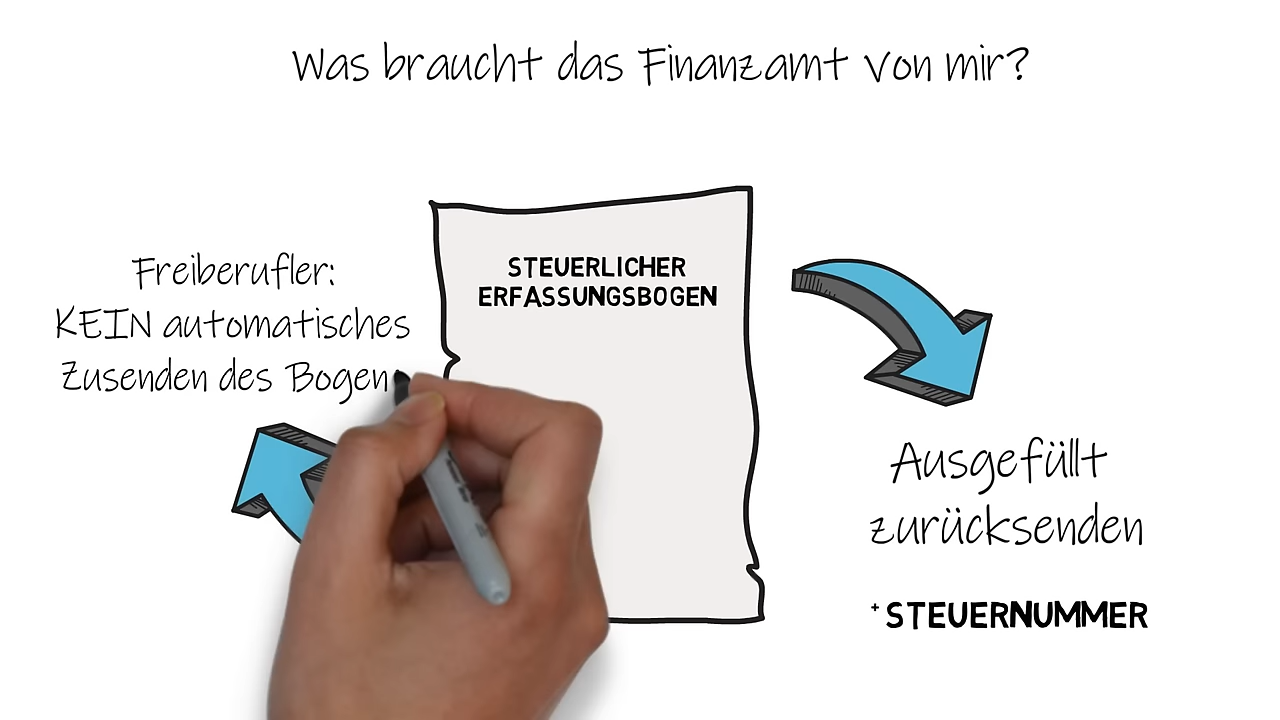 Was braucht das Finanzamt von mir?
Freiberufler:
KEIN automatisches
Zusenden des Bogen
STEUERLICHER
ERFASSUNGSBOGEN
Ausgefüllt
zurücksenden
+ STEUERNUMMER